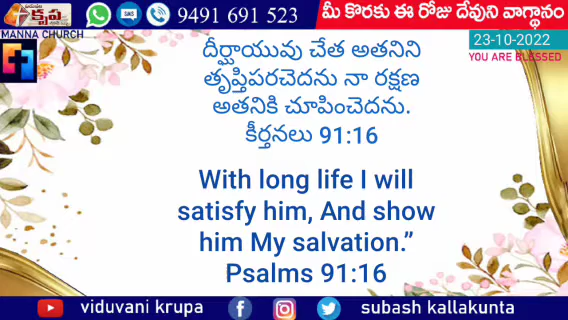 కృప
9491 691 523
మీ కొరకు ఈ రోజు దేవుని వాగ్ధానం
MANNA CHURCH
23-10-2022
YOU ARE BLESSED
దీర్ఘాయువు చేత అతనిని
తృప్తిపరచెదను నా రక్షణ
అతనికి చూపించెదను.
కీర్తనలు 91:16
With long life I will
satisfy him, And show
him My salvation.”
Psalms 91:16
viduvani krupa
subash kallakunta